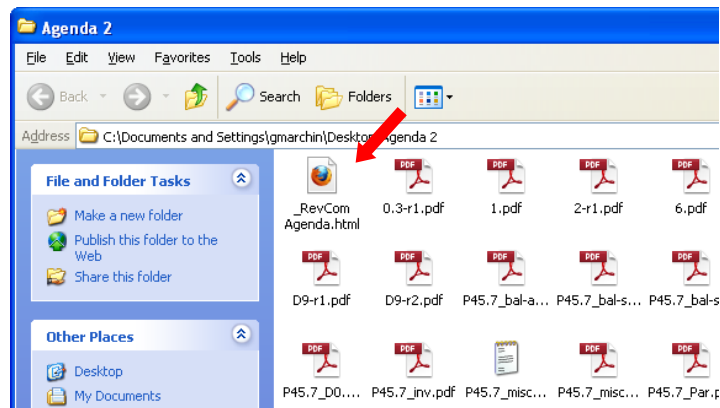 Agenda 2
File Edit View Favorites Tools Help
Back Search Folders
Address C:\Documents and Settings\gmarchin\Deskto Agenda 2
File and Folder Tasks
Make a new folder
Publish this folder to the
Web
Share this folder
Other Places
Desktop
My Documents
PDF PDF PDF PDF
_RevCom 0.3-r1.pdf 1.pdf 2-r1.pdf 6.pdf
Agenda.html
PDF PDF PDF PDF PDF
D9-r1.pdf D9-r2.pdf P45.7_bal-a... P45.7_bal-s... P45.7_bal-s
PDF PDF PDF PDF
P45.7_D0.... P45.7_inv.pdf P45.7_misc... P45.7_misc... P45.7_Par.p